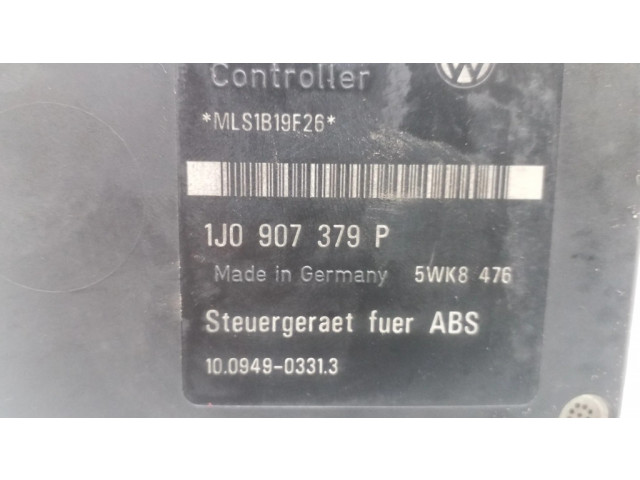 Controller
*MLS1B19F26*
1J0 907 379 P
Made in Germany 5WK8 476
Steuergeraet fuer ABS
10.0949-0331.3